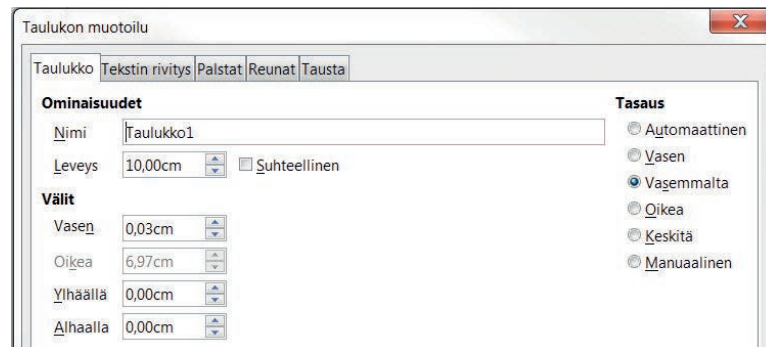 Taulukon muotoilu
Taulukko Tekstin rivitys Palstat Reunat Tausta
Ominaisuudet
Nimi Taulukko1
Leveys 10,00cm Suhteellinen
Välit
Vasen 0,03cm
Oikea 6,97cm
Ylhäällä 0,00cm
Alhaalla 0,00cm
Tasaus
Automaattinen
Vasen
Vasemmalta
Oikea
Keskitä
Manuaalinen